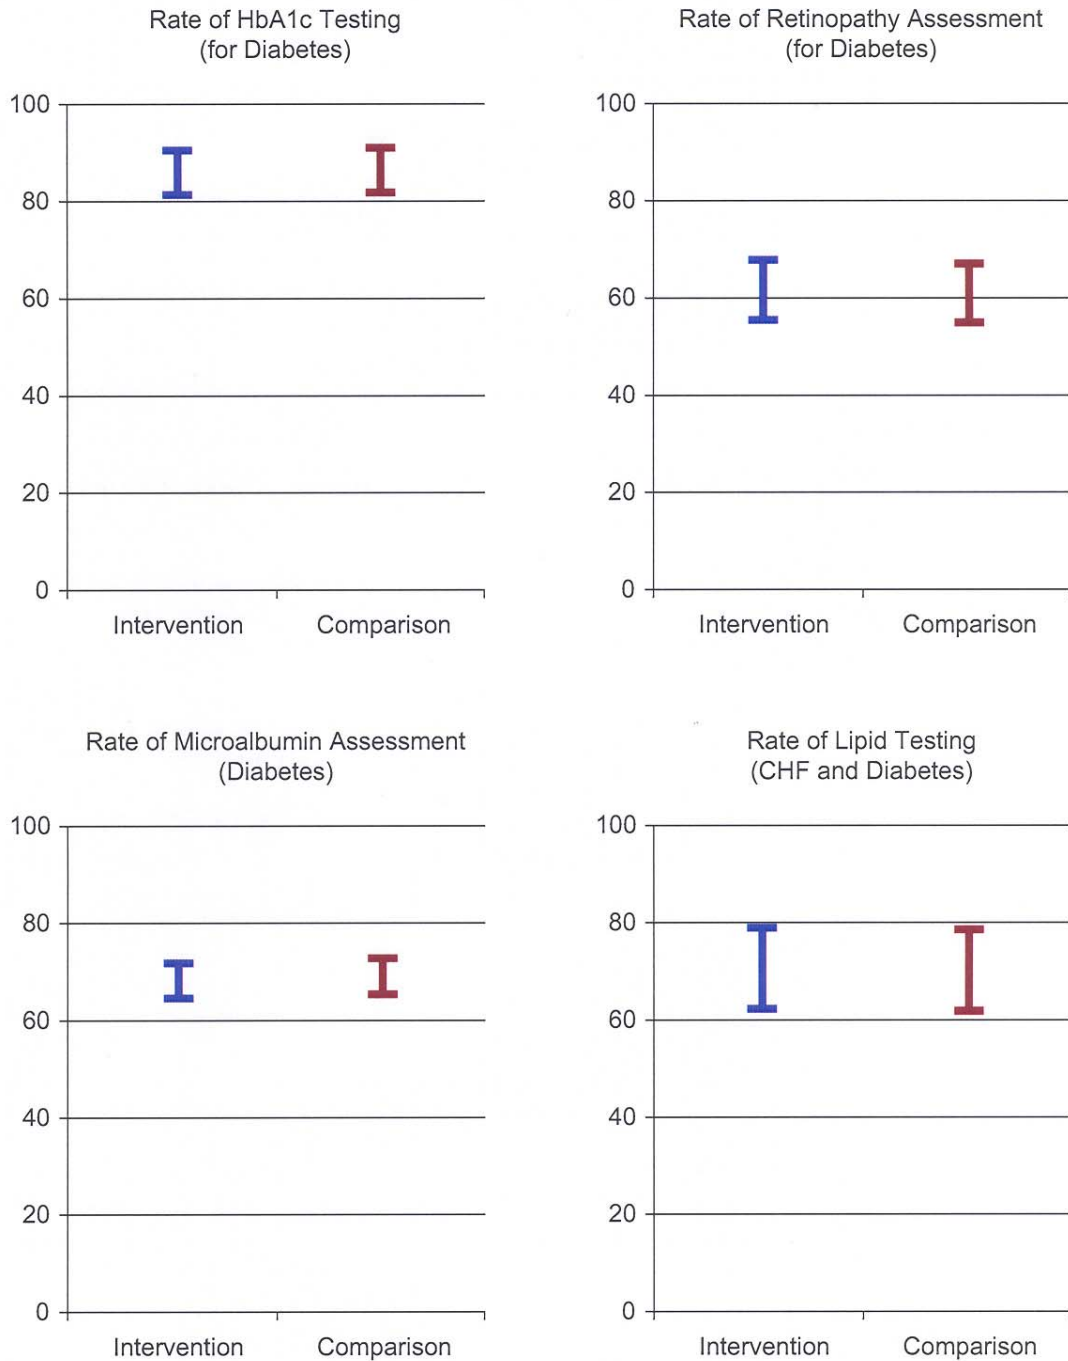 Rate of HbA1c Testing
(for Diabetes)
100
80
60
40
20
0
Intervention Comparison
Rate of Retinopathy Assessment
(for Diabetes)
100
80
60
40
20
0
Intervention Comparison
Rate of Microalbumin Assessment
(Diabetes)
100
80
60
40
20
0
Intervention Comparison
Rate of Lipid Testing
(CHF and Diabetes)
100
80
60
40
20
0
Intervention Comparison